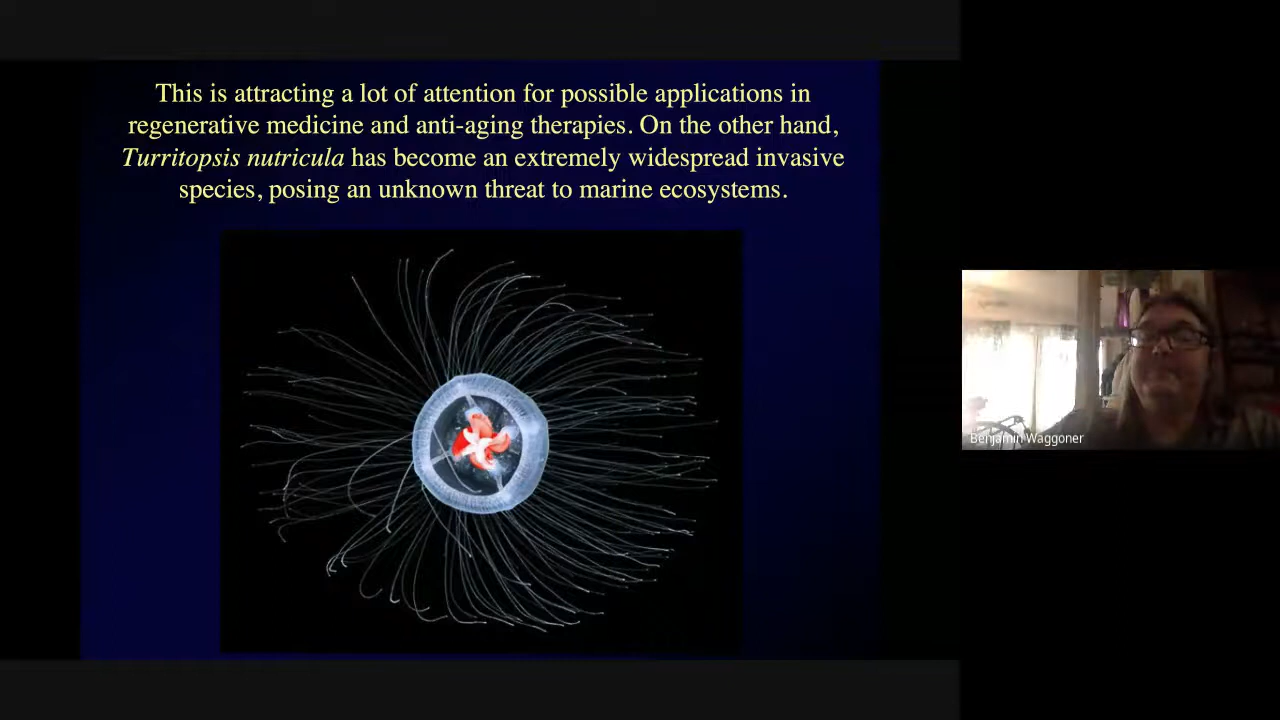 This is attracting a lot of attention for possible applications in
regenerative medicine and anti-aging therapies. On the other hand,
Turritopsis nutricula has become an extremely widespread invasive
species, posing an unknown threat to marine ecosystems.
Benjamin Waggoner